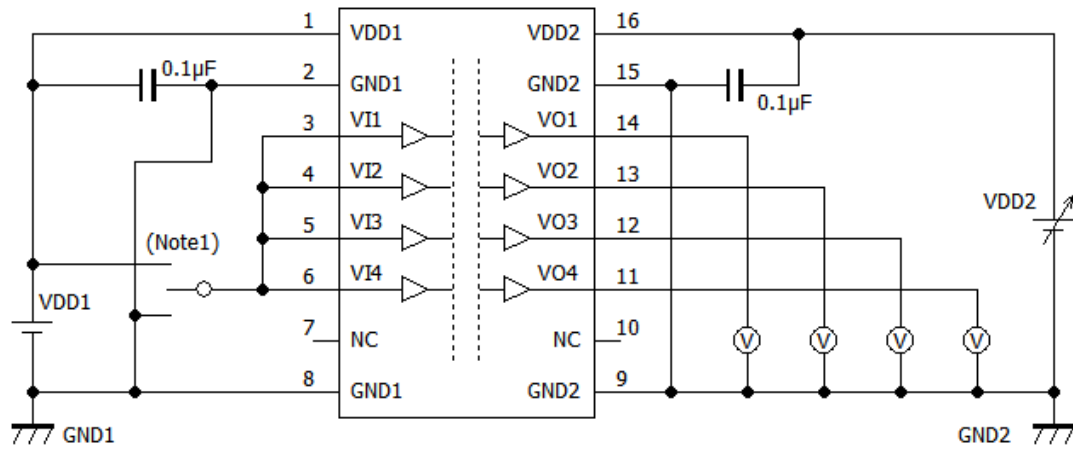 1 VDD1 VDD2 16
0.1μF
2 GND1 GND2 15
0.1μF
3 VI1 VO1 14
4 VI2 VO2 13
VDD2
5 VI3 VO3 12
(Note1)
6 VI4 VO4 11
VDD1
7 NC NC 10
V V V V
8 GND1 GND2 9
GND1 GND2